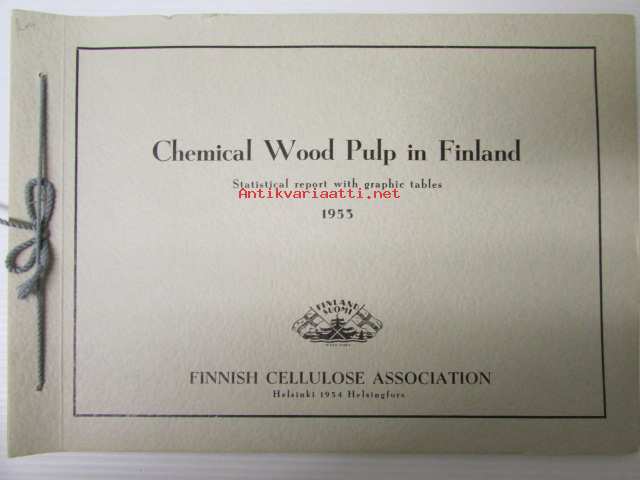 Chemical Wood Pulp in Finland
Statistical report with graphic tables
Antikvariaatti.net
1953
FINLAND
SUOMI
FINNISH CELLULOSE ASSOCIATION
Helsinki 1954 Helsingfors